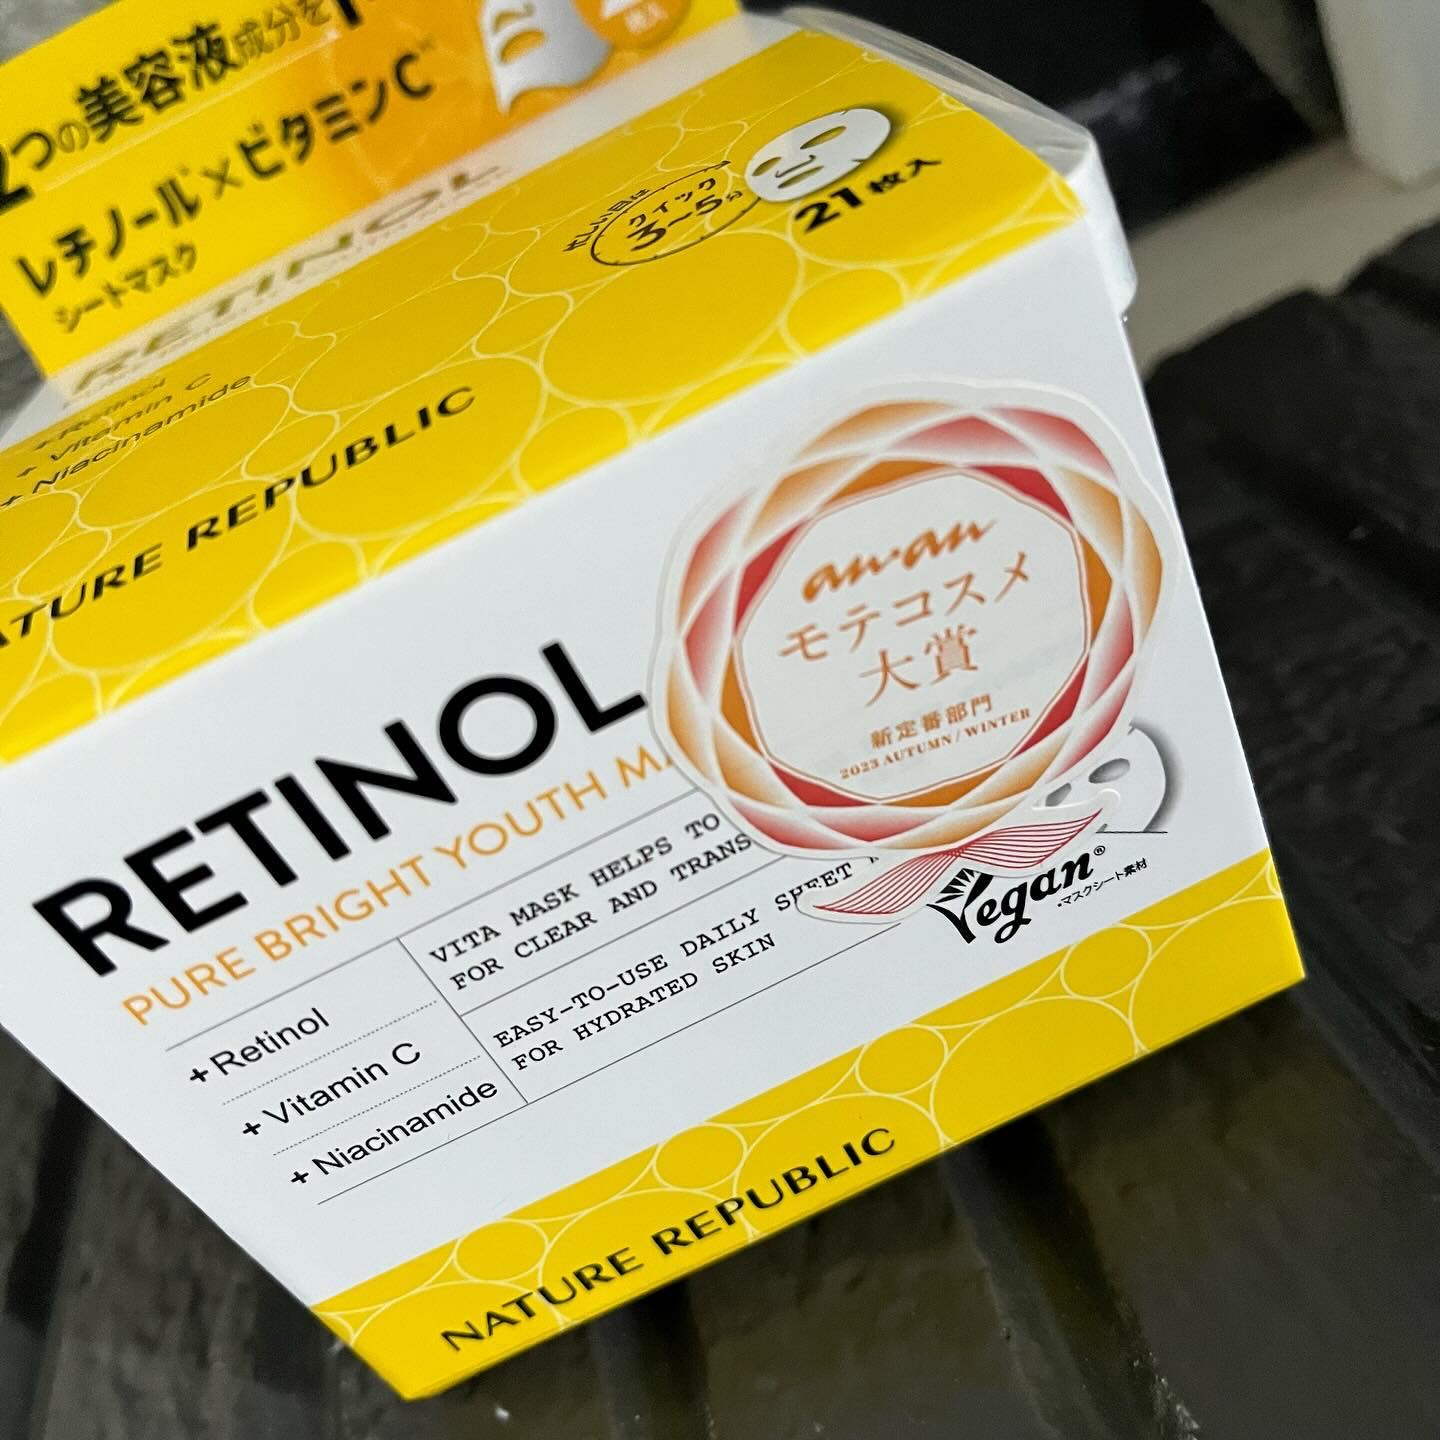 2つの美容液成分を1
レチノール×ビタミンC
シートマスク
RETINOL
+Retinol
+ Vitamin C
+ Niacinamide
忙しい日は
クイック
3〜5分
21枚入
ATURE REPUBLIC
RETINOL
PURE BRIGHT YOUTH MA
+Retinol
+ Vitamin C
+ Niacinamide
VITA MASK HELPS TO
FOR CLEAR AND TRANS
EASY-TO-USE DAILY SHEET
FOR HYDRATED SKIN
an·an
モテコスメ
大賞
新定番部門
2023 AUTUMN / WINTER
Vegan®
•マスクシート素材
NATURE REPUBLIC